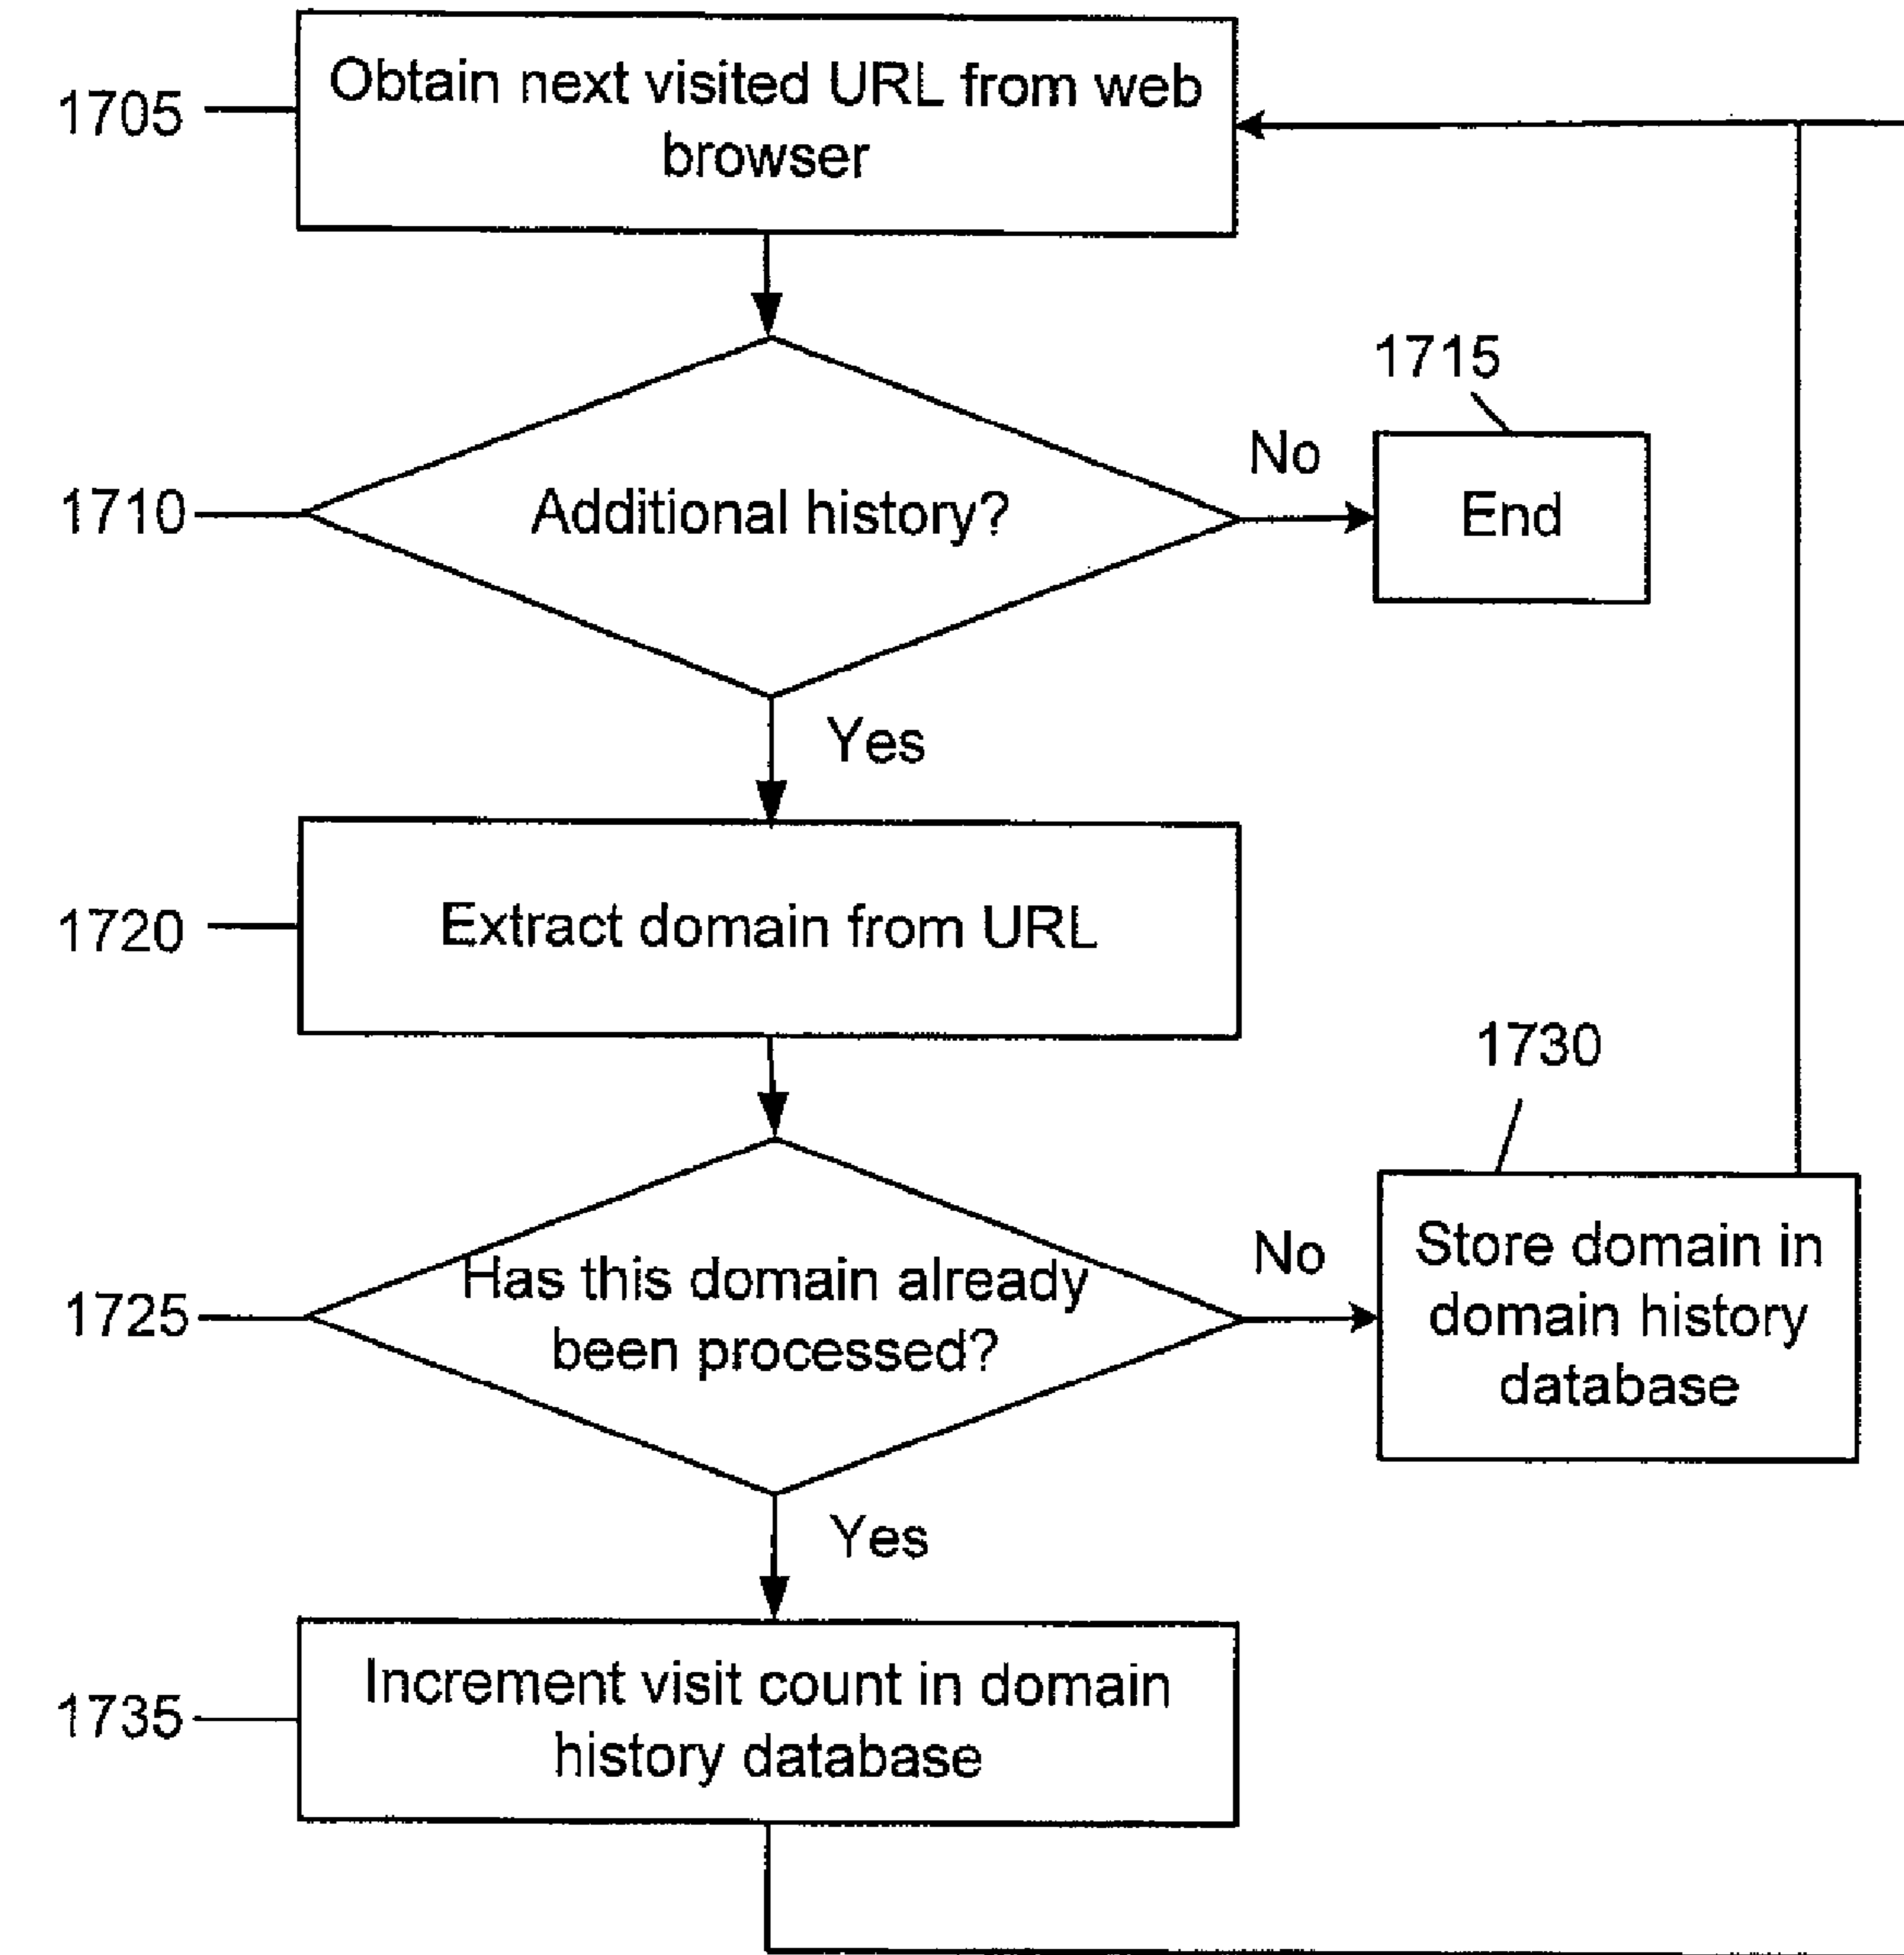 1705
Obtain next visited URL from web
browser
1710
Additional history?
No
1715
End
Yes
1720
Extract domain from URL
1725
Has this domain already
been processed?
No
1730
Store domain in
domain history
database
Yes
1735
Increment visit count in domain
history database